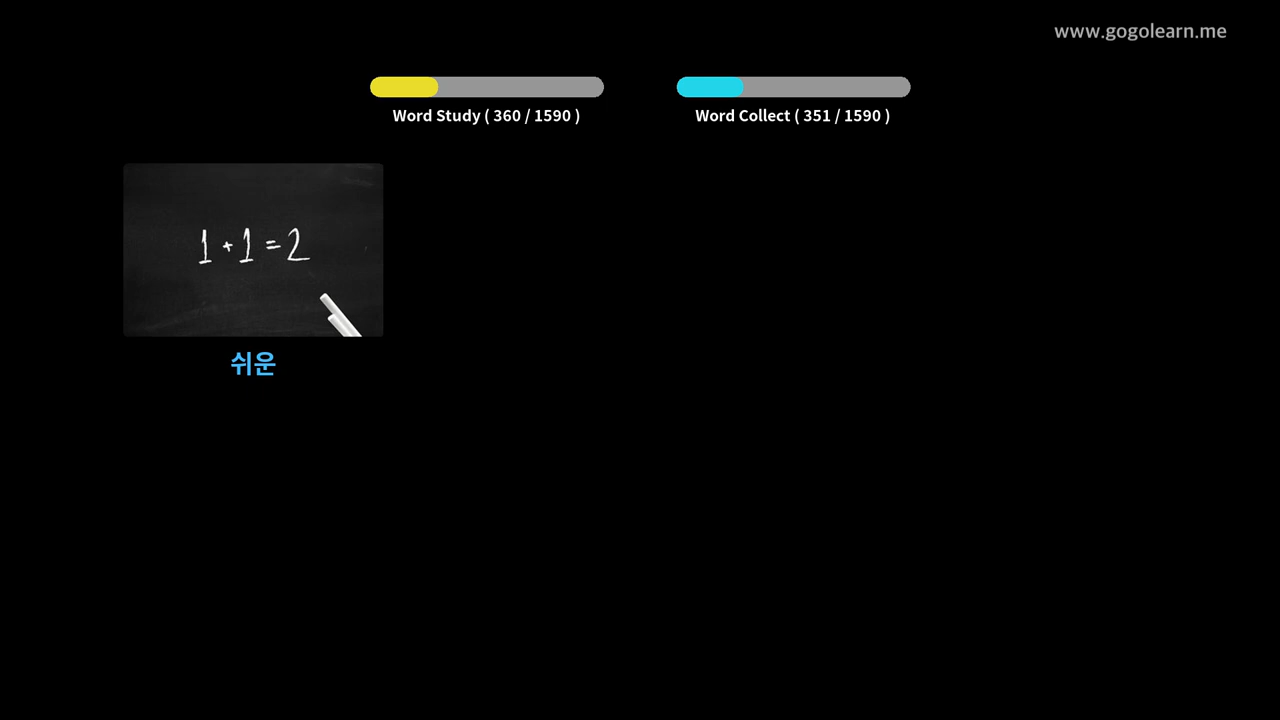 www.gogolearn.me
Word Study ( 360 / 1590 )
Word Collect ( 351 / 1590 )
1 + 1 = 2
쉬운